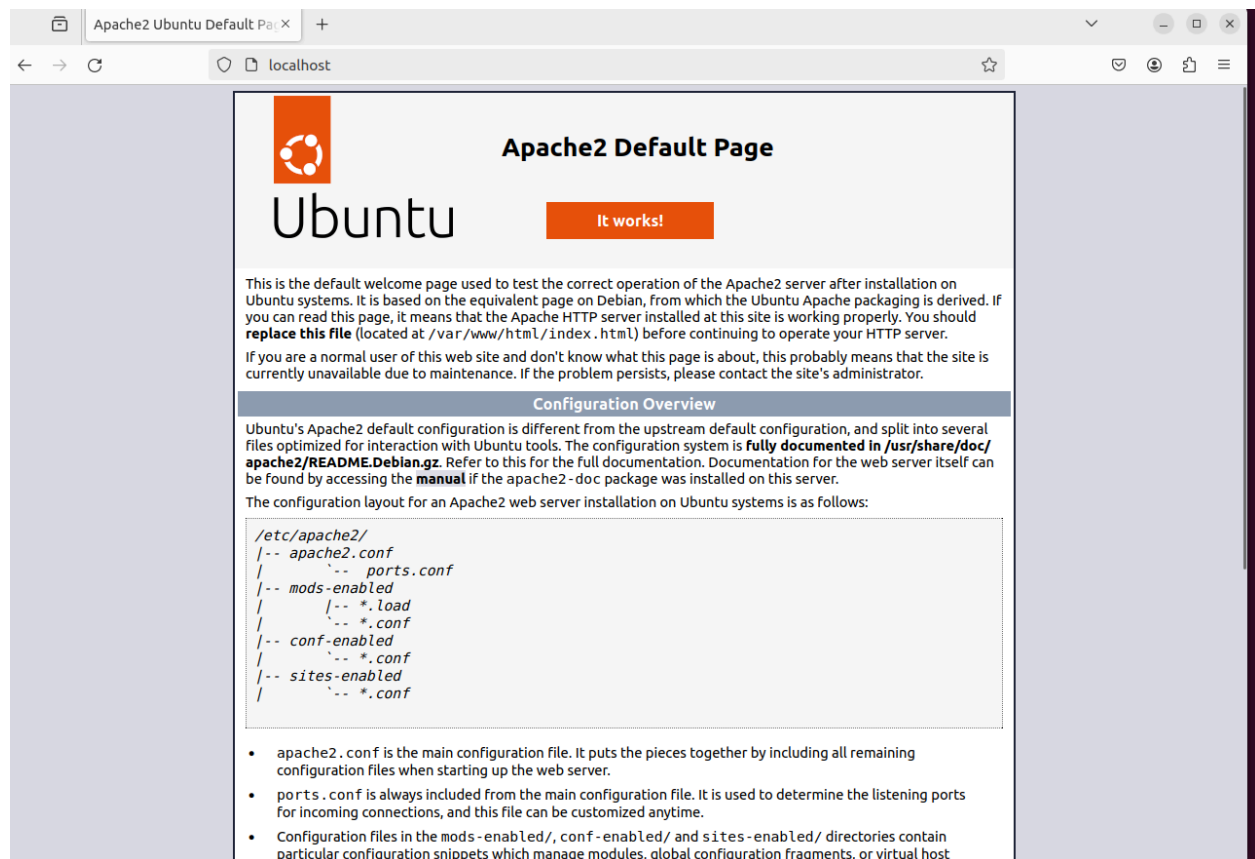 Apache2 Ubuntu Default Pag
localhost
Apache2 Default Page
Ubuntu
It works!
This is the default welcome page used to test the correct operation of the Apache2 server after installation on
Ubuntu systems. It is based on the equivalent page on Debian, from which the Ubuntu Apache packaging is derived. If
you can read this page, it means that the Apache HTTP server installed at this site is working properly. You should
replace this file (located at /var/www/html/index.html) before continuing to operate your HTTP server.
If you are a normal user of this web site and don't know what this page is about, this probably means that the site is
currently unavailable due to maintenance. If the problem persists, please contact the site's administrator.
Configuration Overview
Ubuntu's Apache2 default configuration is different from the upstream default configuration, and split into several
files optimized for interaction with Ubuntu tools. The configuration system is fully documented in /usr/share/doc/
apache2/README.Debian.gz. Refer to this for the full documentation. Documentation for the web server itself can
be found by accessing the manual if the apache2-doc package was installed on this server.
The configuration layout for an Apache2 web server installation on Ubuntu systems is as follows:
/etc/apache2/
|-- apache2.conf
|       `--  ports.conf
|-- mods-enabled
|       |-- *.load
|       `-- *.conf
|-- conf-enabled
|       `-- *.conf
|-- sites-enabled
|       `-- *.conf
• apache2.conf is the main configuration file. It puts the pieces together by including all remaining
configuration files when starting up the web server.
• ports.conf is always included from the main configuration file. It is used to determine the listening ports
for incoming connections, and this file can be customized anytime.
• Configuration files in the mods-enabled/, conf-enabled/ and sites-enabled/ directories contain
particular configuration snippets which manage modules, global configuration fragments, or virtual host